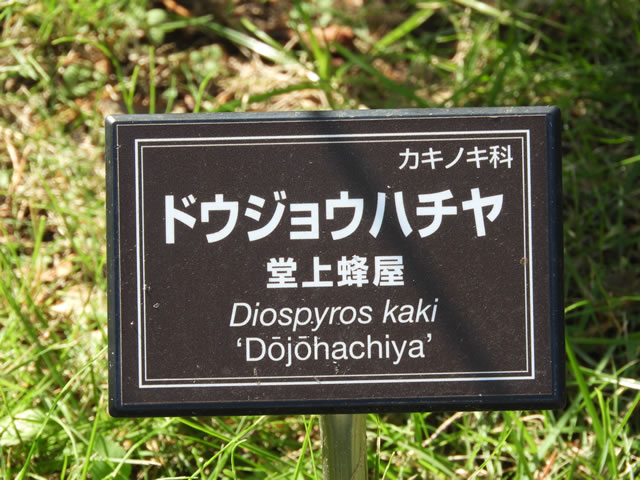 カキノキ科
ドウジョウハチヤ
堂上蜂屋
Diospyros kaki
‘Dōjōhachiya’